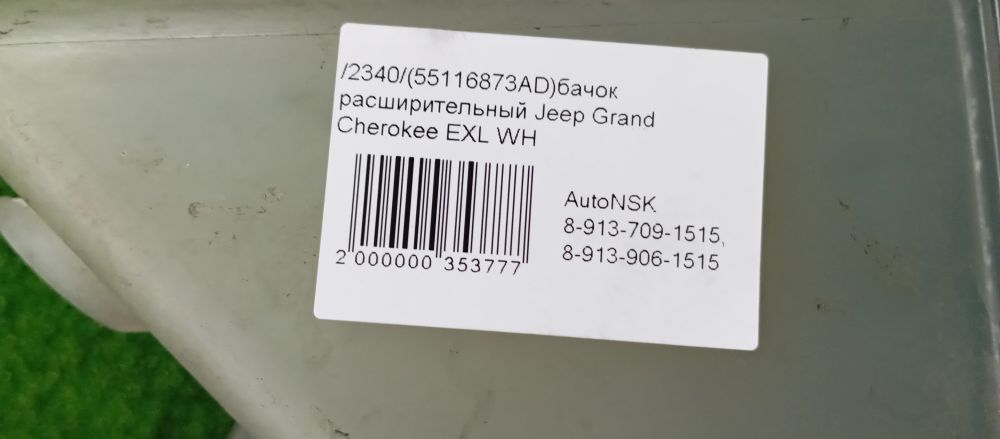 /2340/(55116873AD)бачок
расширительный Jeep Grand
Cherokee EXL WH
AutoNSK
8-913-709-1515,
8-913-906-1515
2 000000 353777